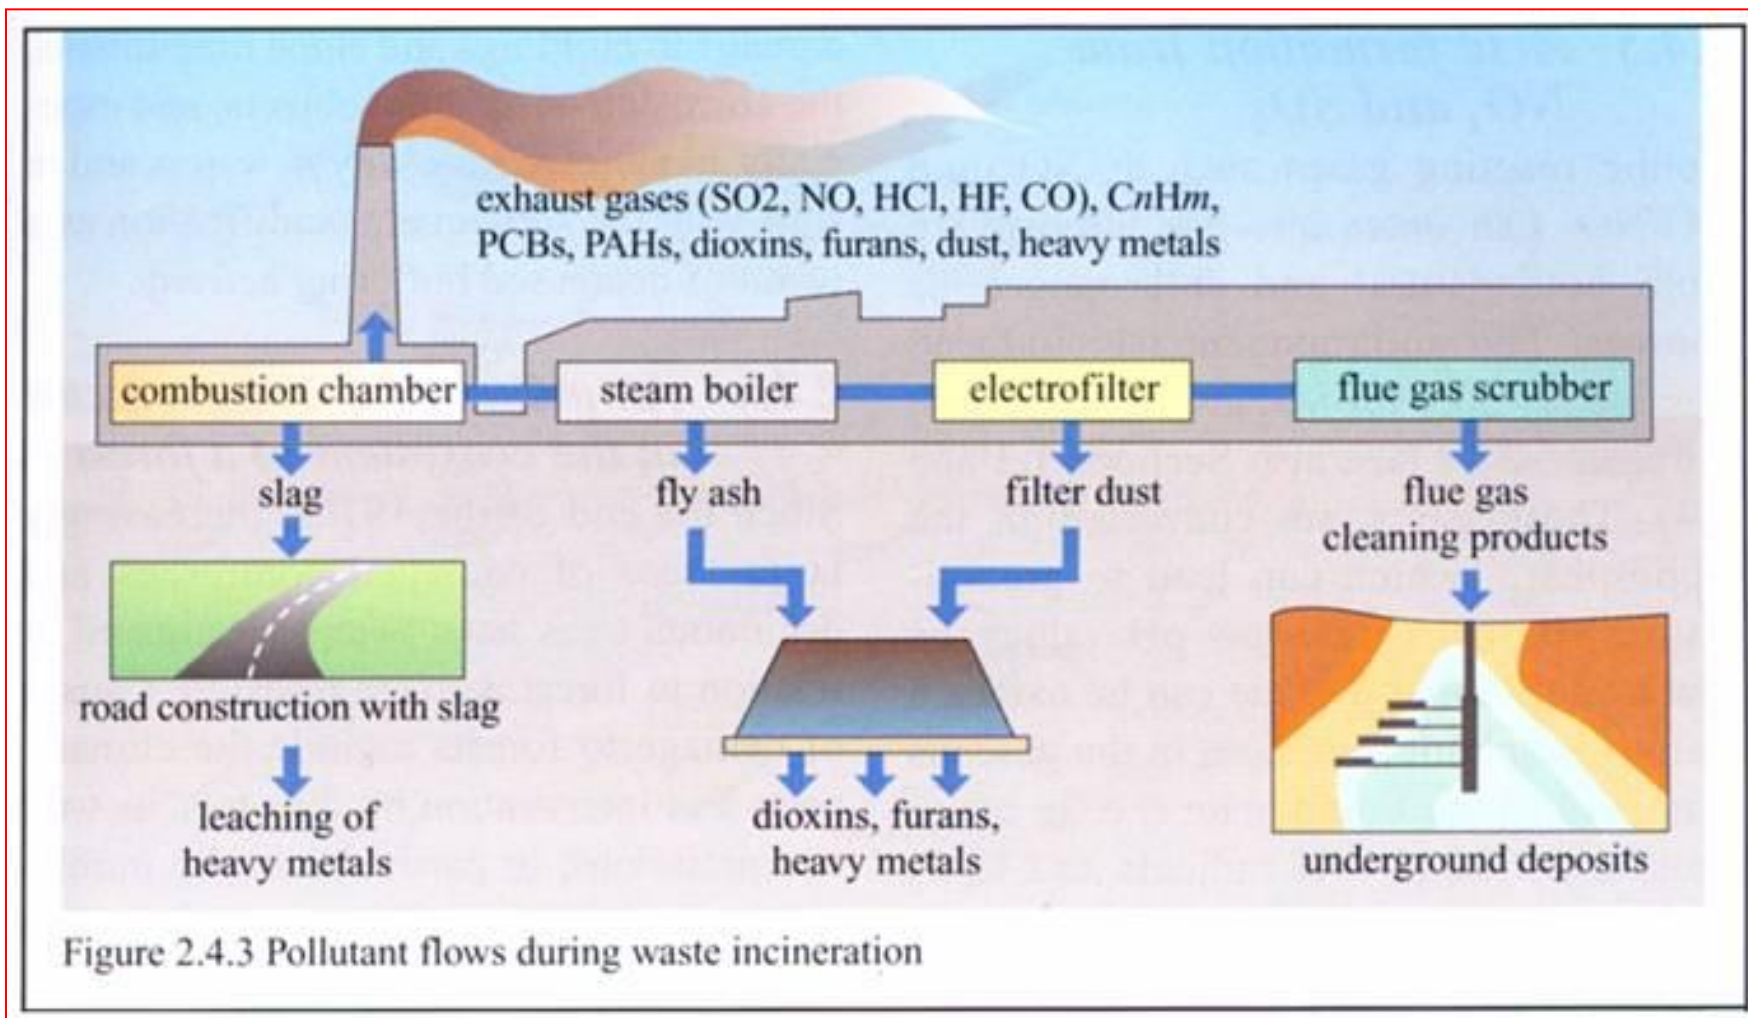 exhaust gases (SO2, NO, HCl, HF, CO), CnHm,
PCBs, PAHs, dioxins, furans, dust, heavy metals
combustion chamber
steam boiler
electrofilter
flue gas scrubber
slag
fly ash
filter dust
flue gas
cleaning products
road construction with slag
leaching of
heavy metals
dioxins, furans,
heavy metals
underground deposits
Figure 2.4.3 Pollutant flows during waste incineration